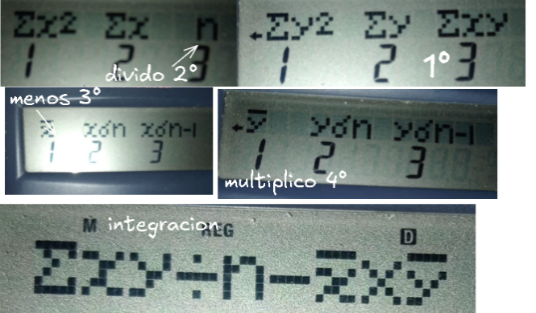 Σx² Σx n
1 2 3
divido 2°
Σy² Σy Σxy
1 2 3
1°
menos 3°
x̄ xσn xσn-1
1 2 3
ȳ yσn yσn-1
1 2 3
multiplico 4°
M integracion REG D
Σxy÷n-x̄×ȳ